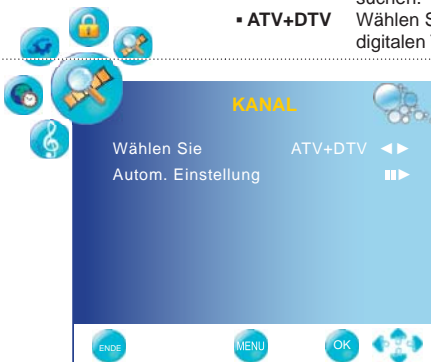 suchen.
▪ ATV+DTV Wählen S
digitalen
KANAL
Wählen Sie ATV+DTV
Autom. Einstellung
ENDE MENU OK